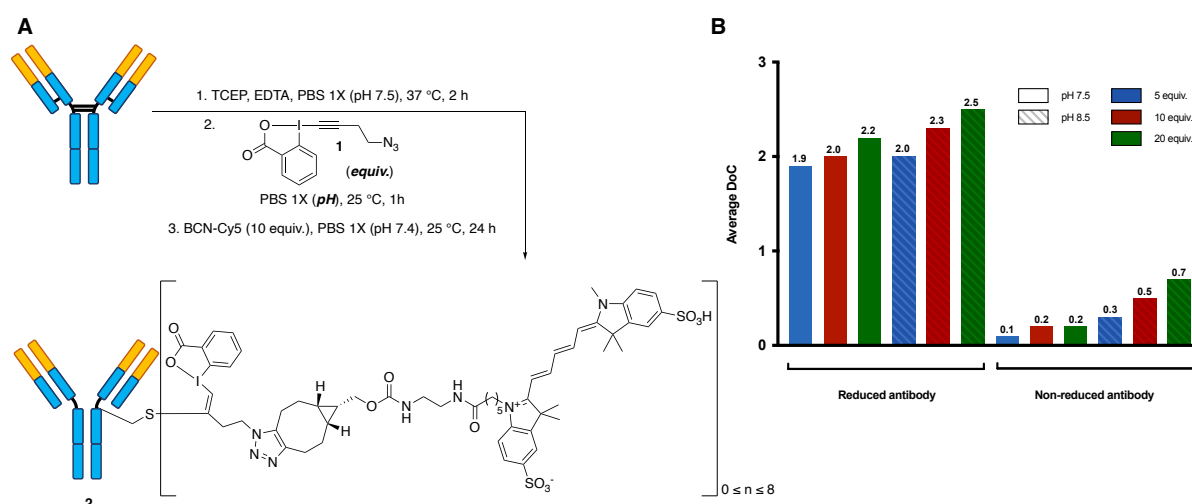 A
1. TCEP, EDTA, PBS 1X (pH 7.5), 37 °C, 2 h
2.
O
I
O
1
N3
(equiv.)
PBS 1X (pH), 25 °C, 1h
3. BCN-Cy5 (10 equiv.), PBS 1X (pH 7.4), 25 °C, 24 h
O
O
I
S
N
N
N
H
H
O
O
N
H
H
N
O
5
N+
N
SO3H
SO3-
0 ≤ n ≤ 8
2
B
Average DoC
3
2
1
0
1.9
2.0
2.2
2.0
2.3
2.5
0.1
0.2
0.2
0.3
0.5
0.7
pH 7.5
pH 8.5
5 equiv.
10 equiv.
20 equiv.
Reduced antibody
Non-reduced antibody